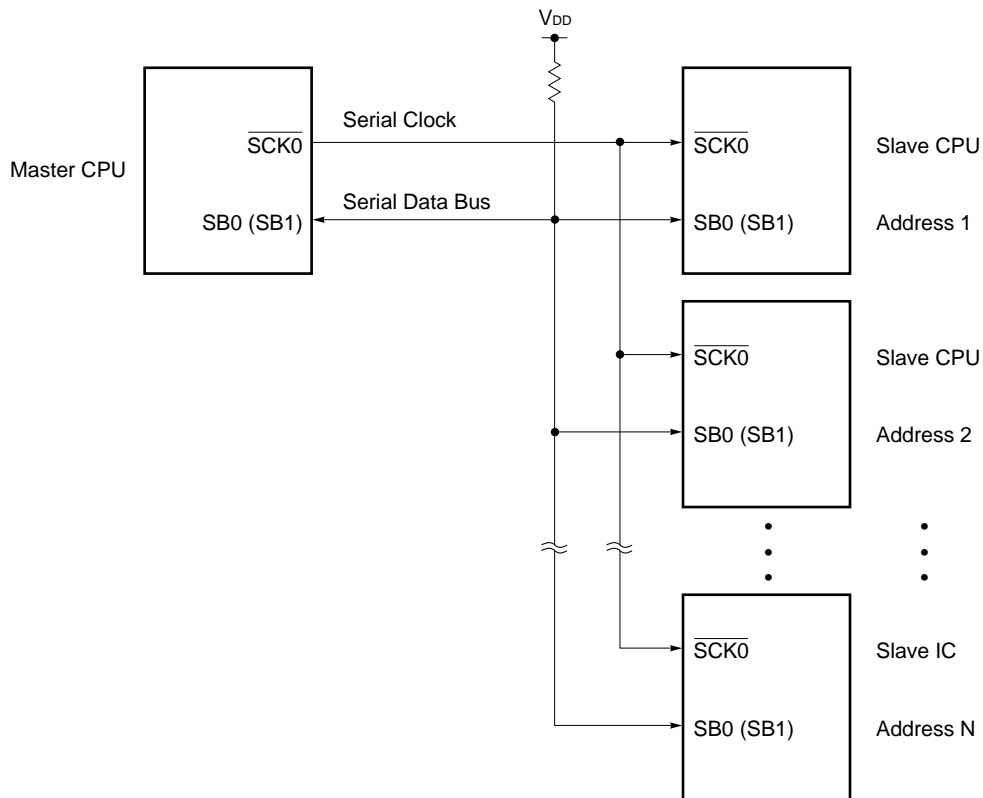 VDD
Serial Clock
SCK0
SCK0
Slave CPU
Master CPU
Serial Data Bus
SB0 (SB1)
SB0 (SB1)
Address 1
SCK0
Slave CPU
SB0 (SB1)
Address 2
SCK0
Slave IC
SB0 (SB1)
Address N